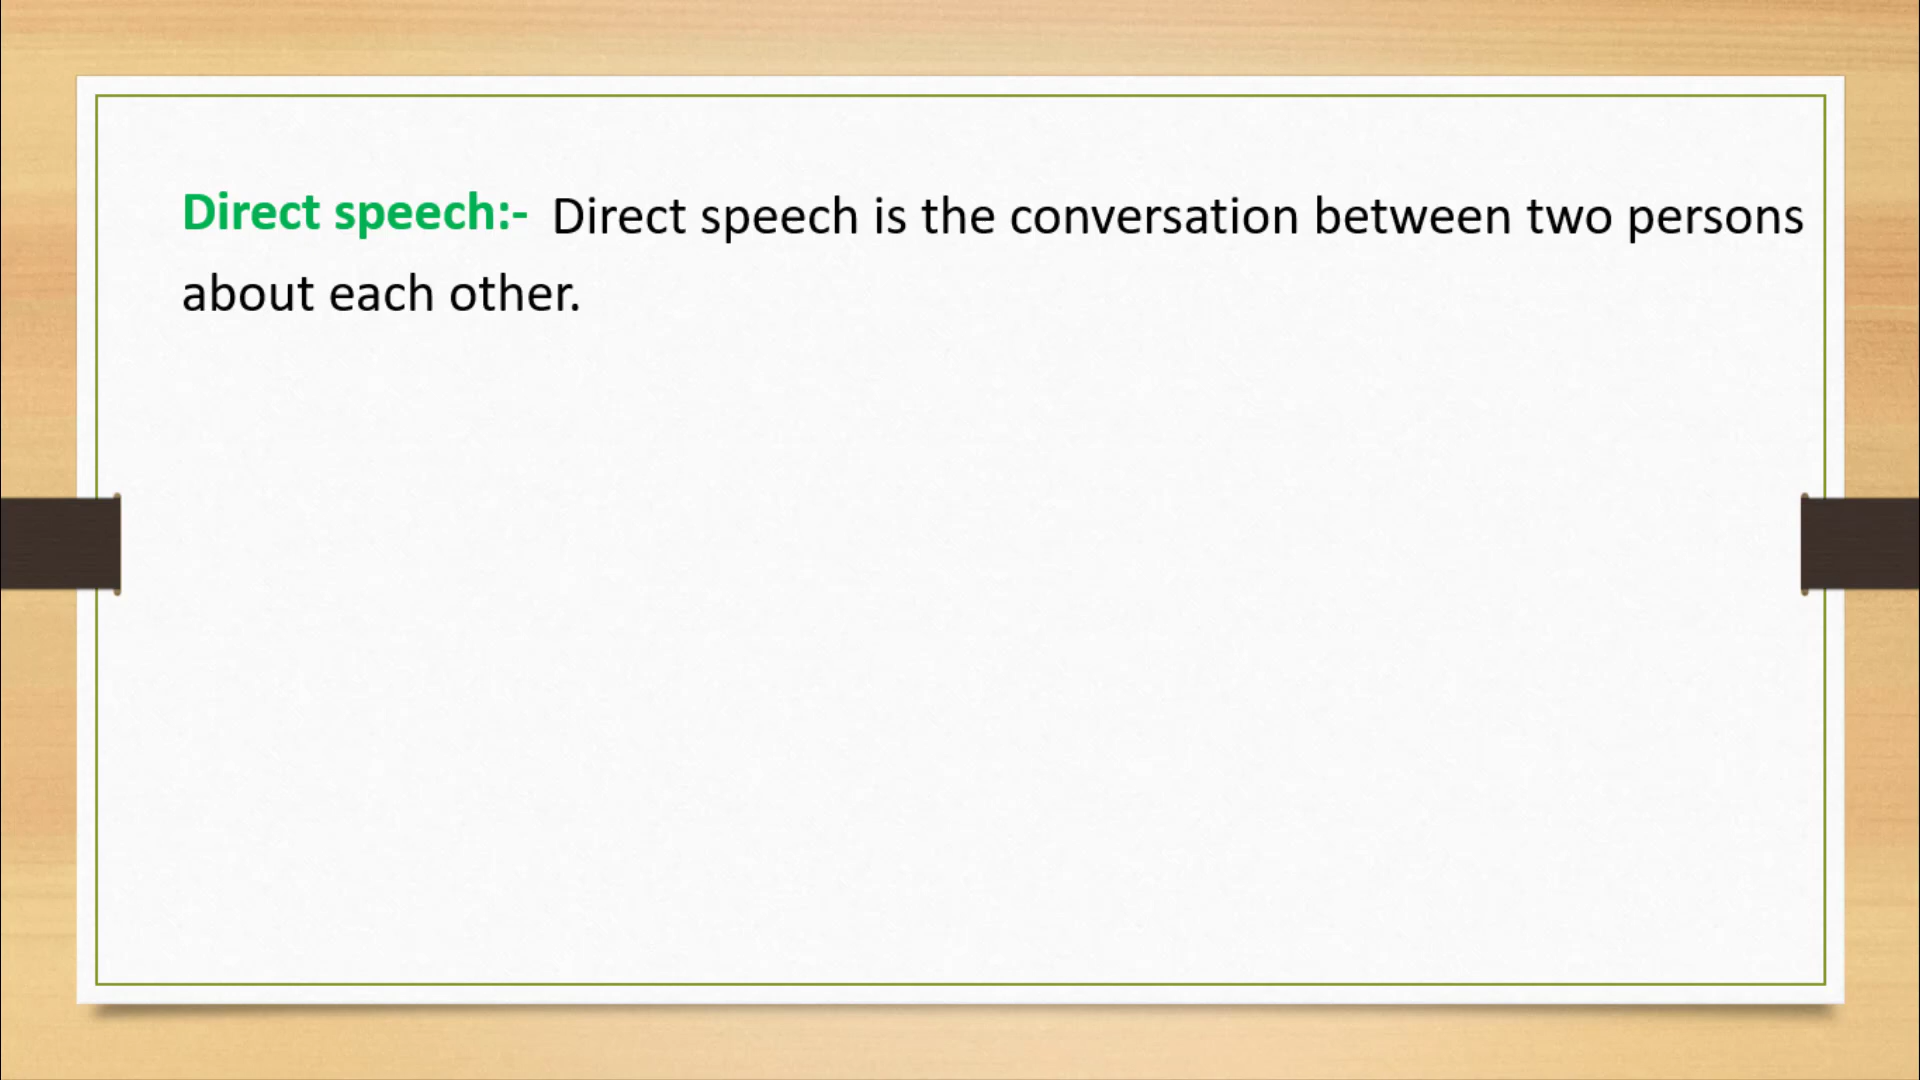 Direct speech:- Direct speech is the conversation between two persons
about each other.